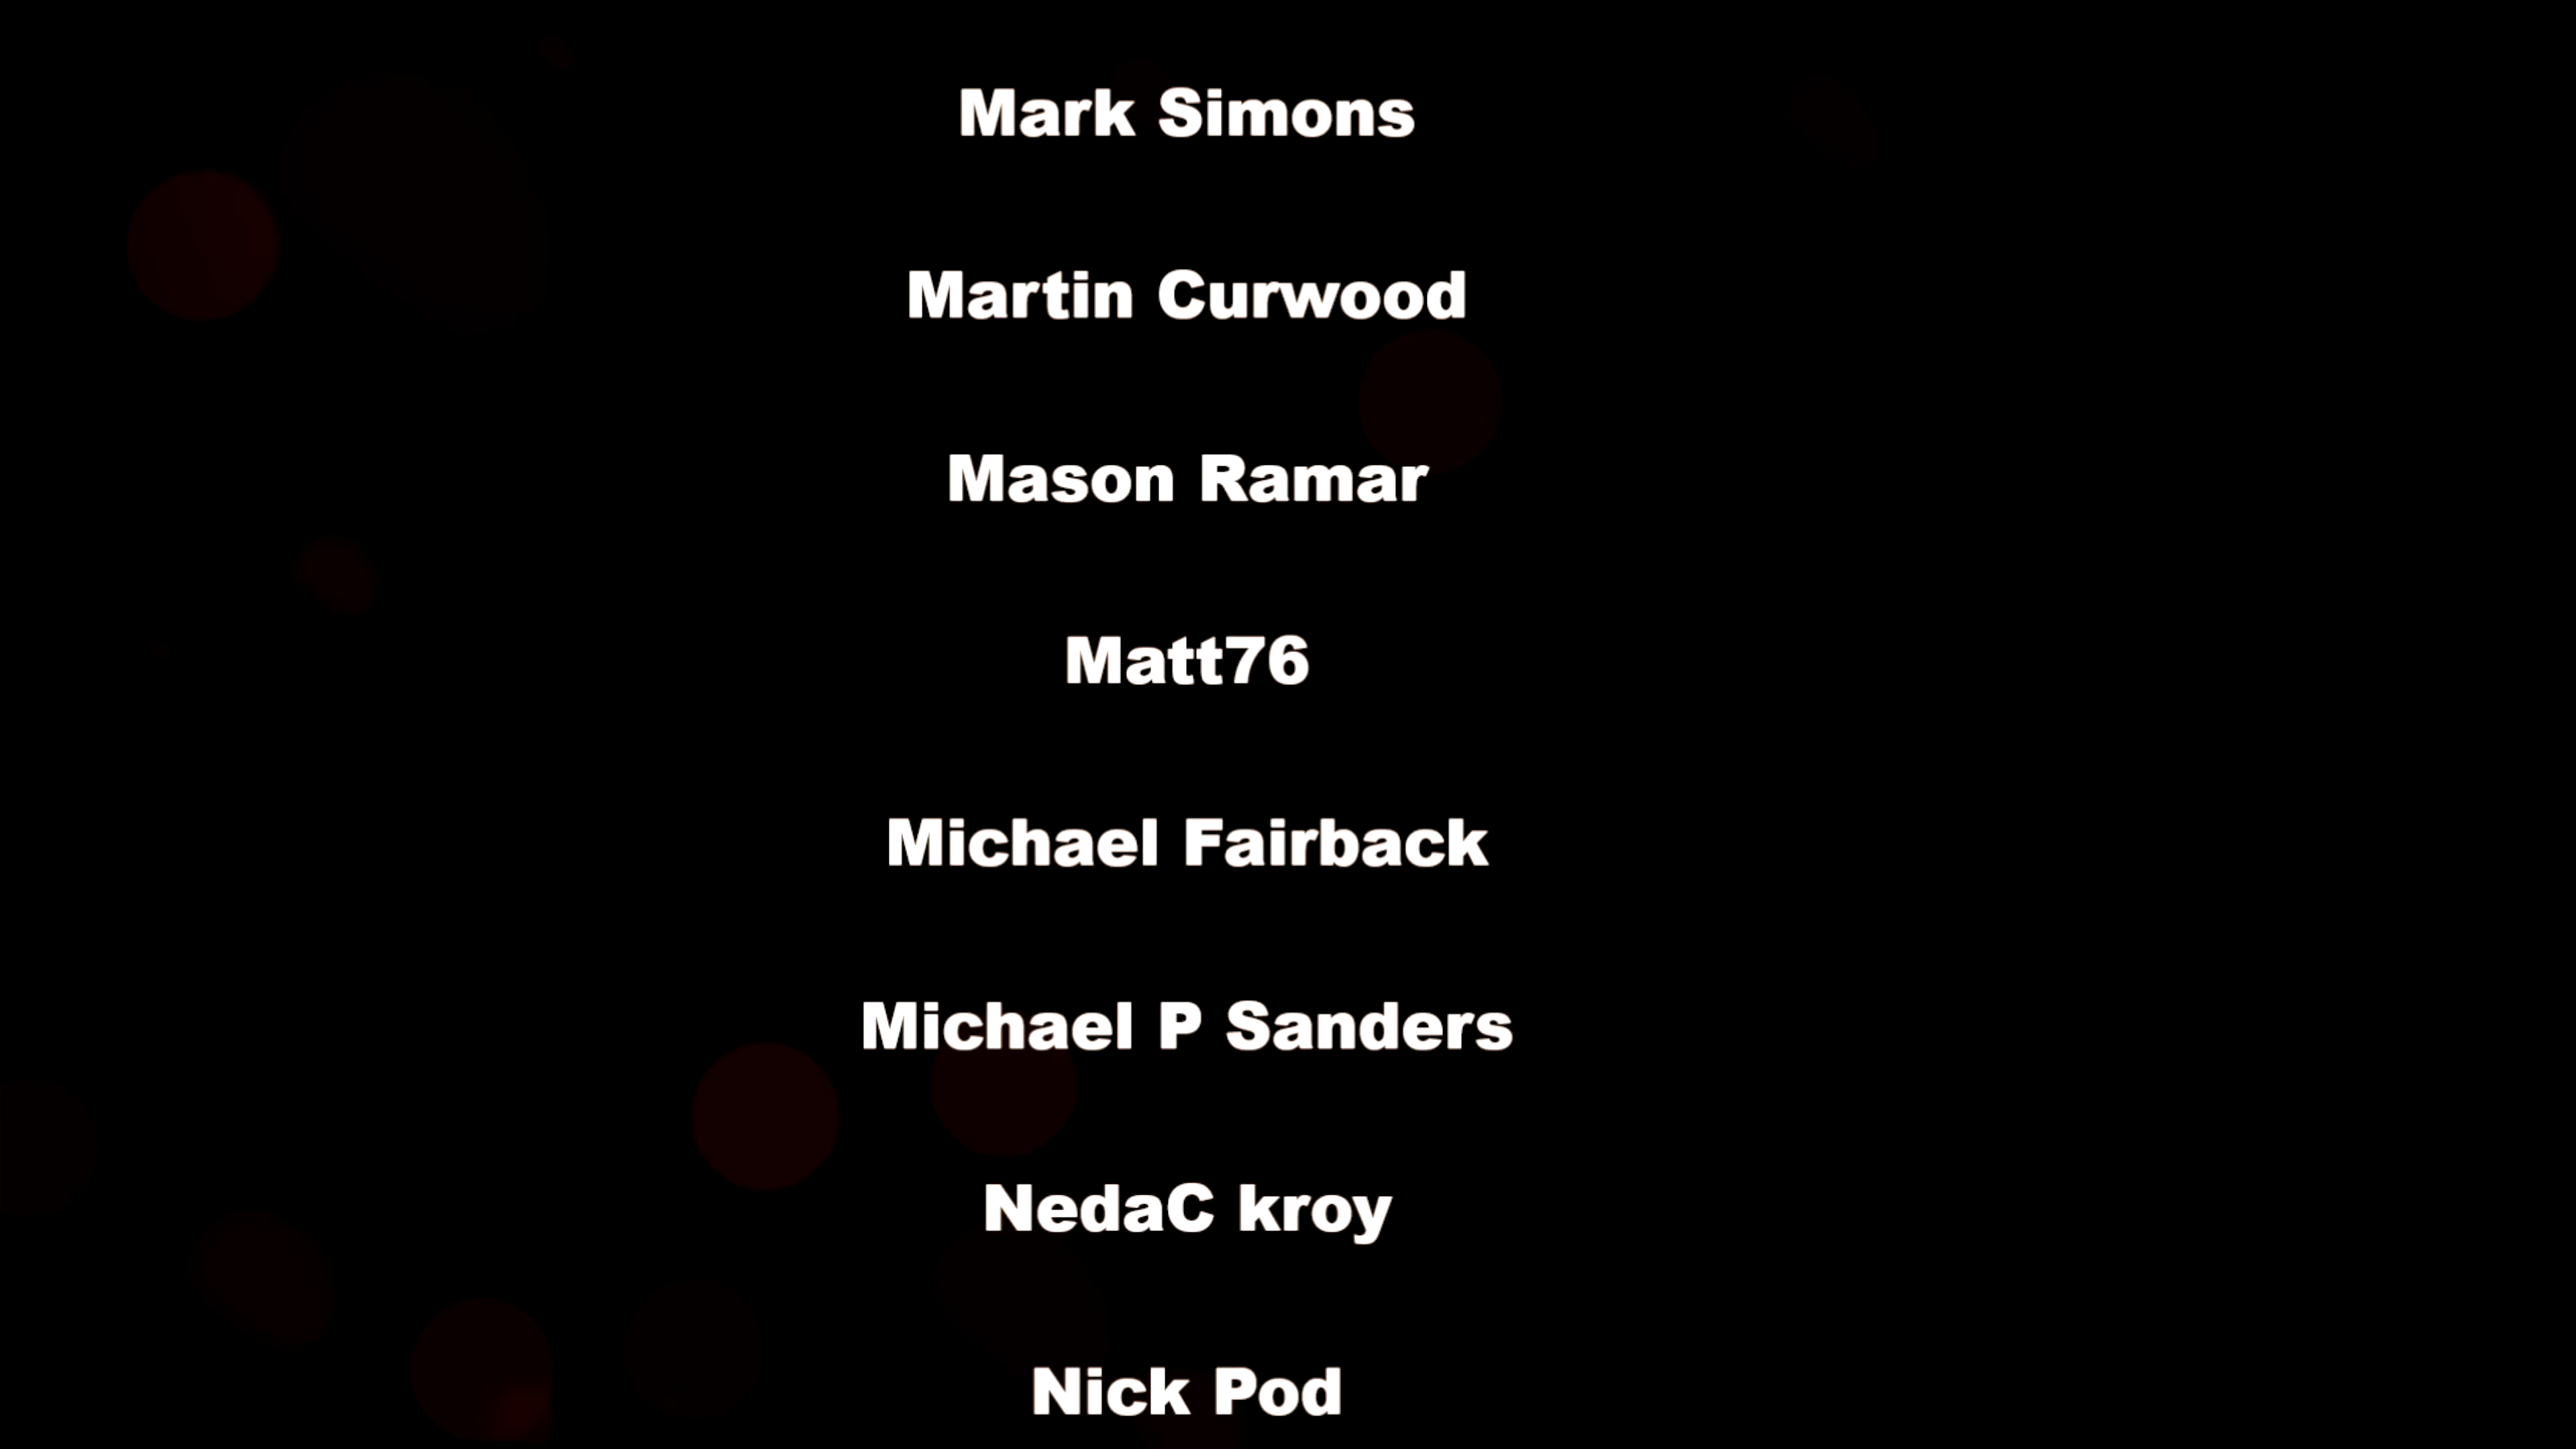 Mark Simons
Martin Curwood
Mason Ramar
Matt76
Michael Fairback
Michael P Sanders
NedaC kroy
Nick Pod